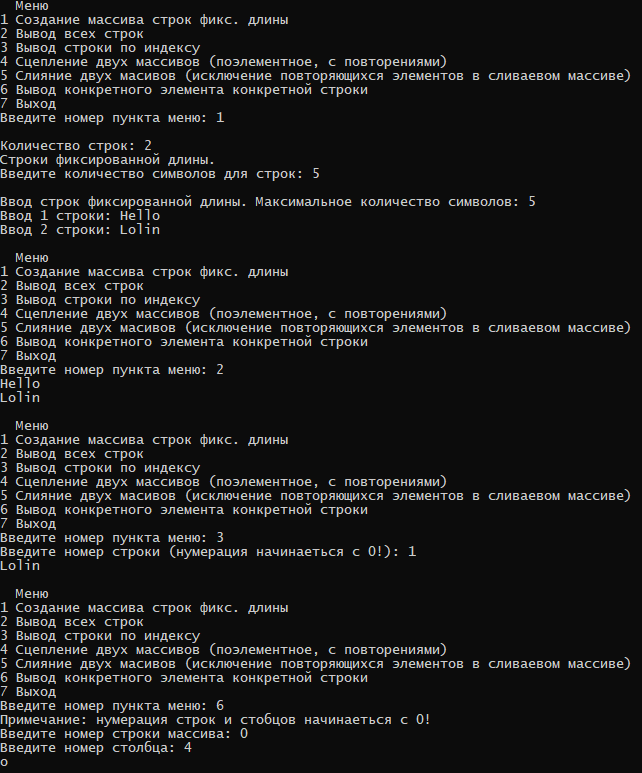 Меню
1 Создание массива строк фикс. длины
2 Вывод всех строк
3 Вывод строки по индексу
4 Сцепление двух массивов (поэлементное, с повторениями)
5 Слияние двух масивов (исключение повторяющихся элементов в сливаевом массиве)
6 Вывод конкретного элемента конкретной строки
7 Выход
Введите номер пункта меню: 1
Количество строк: 2
Строки фиксированной длины.
Введите количество символов для строк: 5
Ввод строк фиксированной длины. Максимальное количество символов: 5
Ввод 1 строки: Hello
Ввод 2 строки: Lolin
Меню
1 Создание массива строк фикс. длины
2 Вывод всех строк
3 Вывод строки по индексу
4 Сцепление двух массивов (поэлементное, с повторениями)
5 Слияние двух масивов (исключение повторяющихся элементов в сливаевом массиве)
6 Вывод конкретного элемента конкретной строки
7 Выход
Введите номер пункта меню: 2
Hello
Lolin
Меню
1 Создание массива строк фикс. длины
2 Вывод всех строк
3 Вывод строки по индексу
4 Сцепление двух массивов (поэлементное, с повторениями)
5 Слияние двух масивов (исключение повторяющихся элементов в сливаевом массиве)
6 Вывод конкретного элемента конкретной строки
7 Выход
Введите номер пункта меню: 3
Введите номер строки (нумерация начинаеться с 0!): 1
Lolin
Меню
1 Создание массива строк фикс. длины
2 Вывод всех строк
3 Вывод строки по индексу
4 Сцепление двух массивов (поэлементное, с повторениями)
5 Слияние двух масивов (исключение повторяющихся элементов в сливаевом массиве)
6 Вывод конкретного элемента конкретной строки
7 Выход
Введите номер пункта меню: 6
Примечание: нумерация строк и стобцов начинаеться с 0!
Введите номер строки массива: 0
Введите номер столбца: 4
o